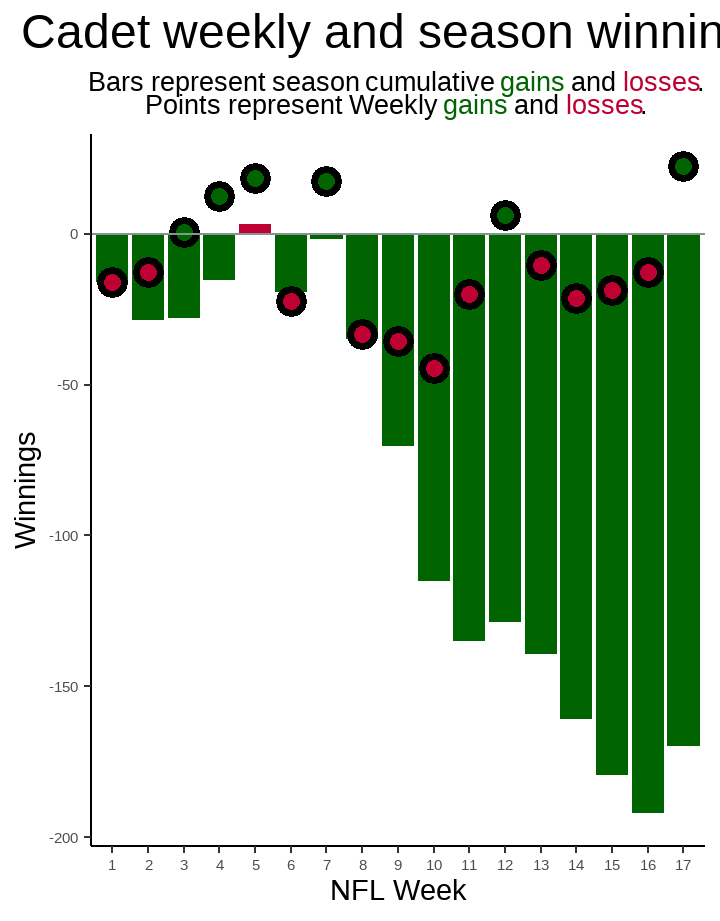 Cadet weekly and season winnin
Bars represent season cumulative gains and losses.
Points represent Weekly gains and losses.
Winnings
0
-50
-100
-150
-200
1 2 3 4 5 6 7 8 9 10 11 12 13 14 15 16 17
NFL Week